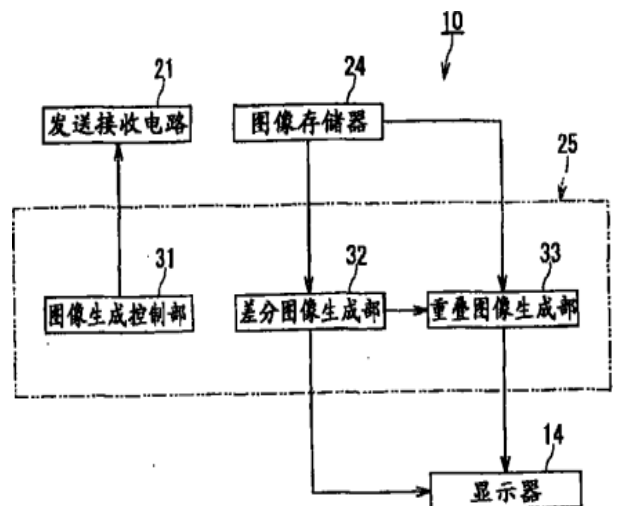 10
21
24
发送接收电路
图像存储器
25
31
32
33
图像生成控制部
差分图像生成部
重叠图像生成部
14
显示器